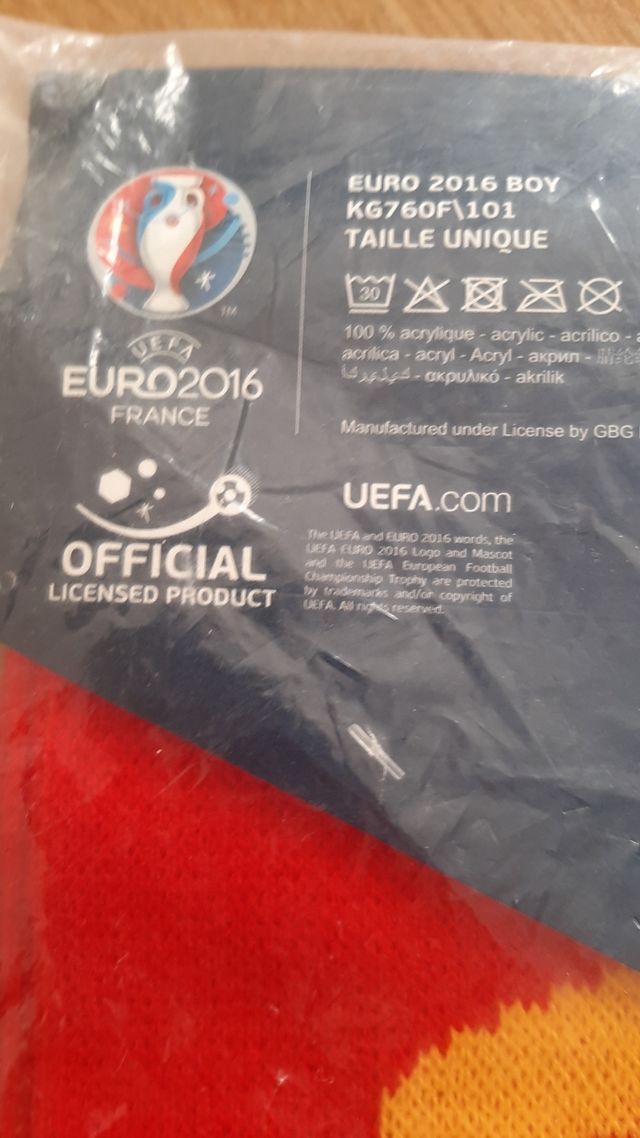 EURO 2016 BOY
KG760F\101
TAILLE UNIQUE
30
100 % acrylique - acrylic - acrilico -
acrilica - acryl - Acryl - акрил -
ακρυλικό - akrilik
Manufactured under License by GBG
TM
UEFA
EURO2016
FRANCE
OFFICIAL
LICENSED PRODUCT
UEFA.com
The UEFA and EURO 2016 words, the
UEFA EURO 2016 Logo and Mascot
and the UEFA European Football
Championship Trophy are protected
by trademarks and/or copyright of
UEFA. All rights reserved.